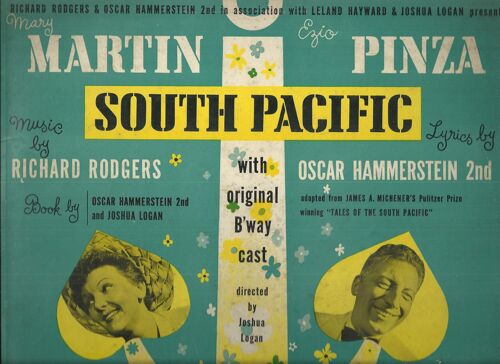 RICHARD RODGERS & OSCAR HAMMERSTEIN 2nd in association with LELAND HAYWARD & JOSHUA LOGAN present
Mary
MARTIN
Ezio
PINZA
SOUTH PACIFIC
Music
by
RICHARD RODGERS
Lyrics by
OSCAR HAMMERSTEIN 2nd
Book by
OSCAR HAMMERSTEIN 2nd
and JOSHUA LOGAN
adapted from JAMES A. MICHENER's Pulitzer Prize
winning "TALES OF THE SOUTH PACIFIC"
with
original
B'way
cast
directed
by
Joshua
Logan